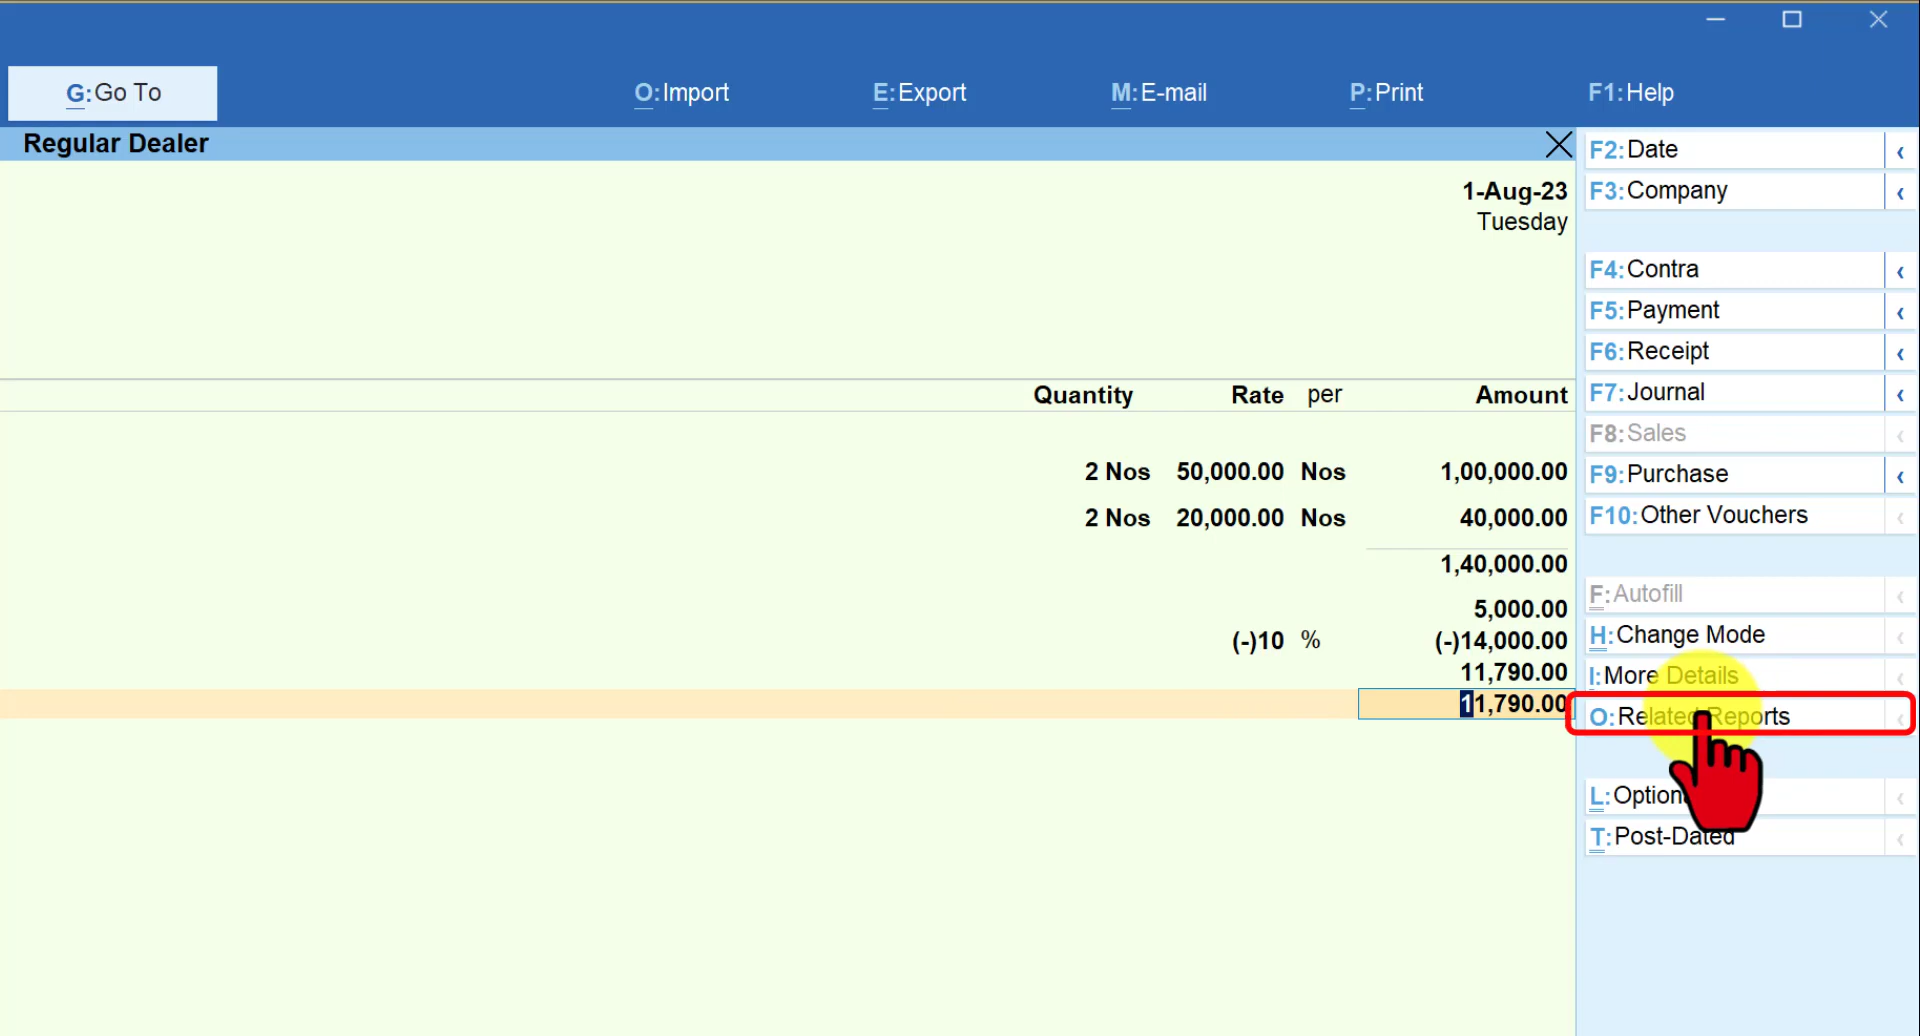 G:Go To O:Import E:Export M:E-mail P:Print F1:Help
Regular Dealer
1-Aug-23
Tuesday
Quantity Rate per Amount
2 Nos 50,000.00 Nos 1,00,000.00
2 Nos 20,000.00 Nos 40,000.00
1,40,000.00
5,000.00
(-)10 % (-)14,000.00
11,790.00
11,790.00
F2:Date
F3:Company
F4:Contra
F5:Payment
F6:Receipt
F7:Journal
F8:Sales
F9:Purchase
F10:Other Vouchers
F:Autofill
H:Change Mode
I:More Details
O:Related Reports
L:Option
T:Post-Dated